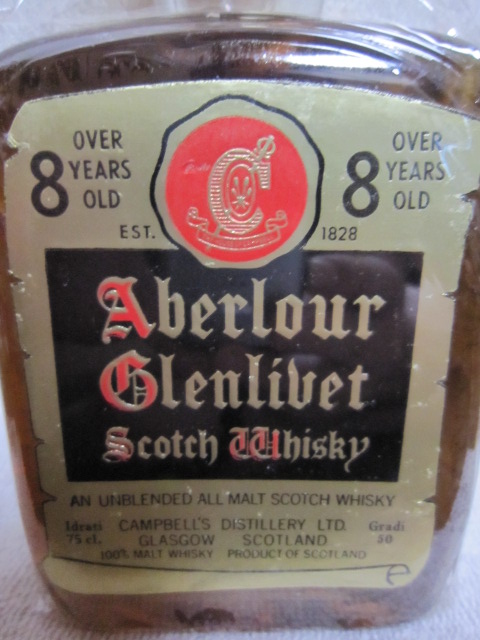 OVER
8 YEARS
OLD
OVER
8 YEARS
OLD
EST. 1828
Aberlour
Glenlivet
Scotch Whisky
AN UNBLENDED ALL MALT SCOTCH WHISKY
Idrati CAMPBELL'S DISTILLERY LTD. Gradi
75 cl. GLASGOW SCOTLAND 50
100% MALT WHISKY PRODUCT OF SCOTLAND
e